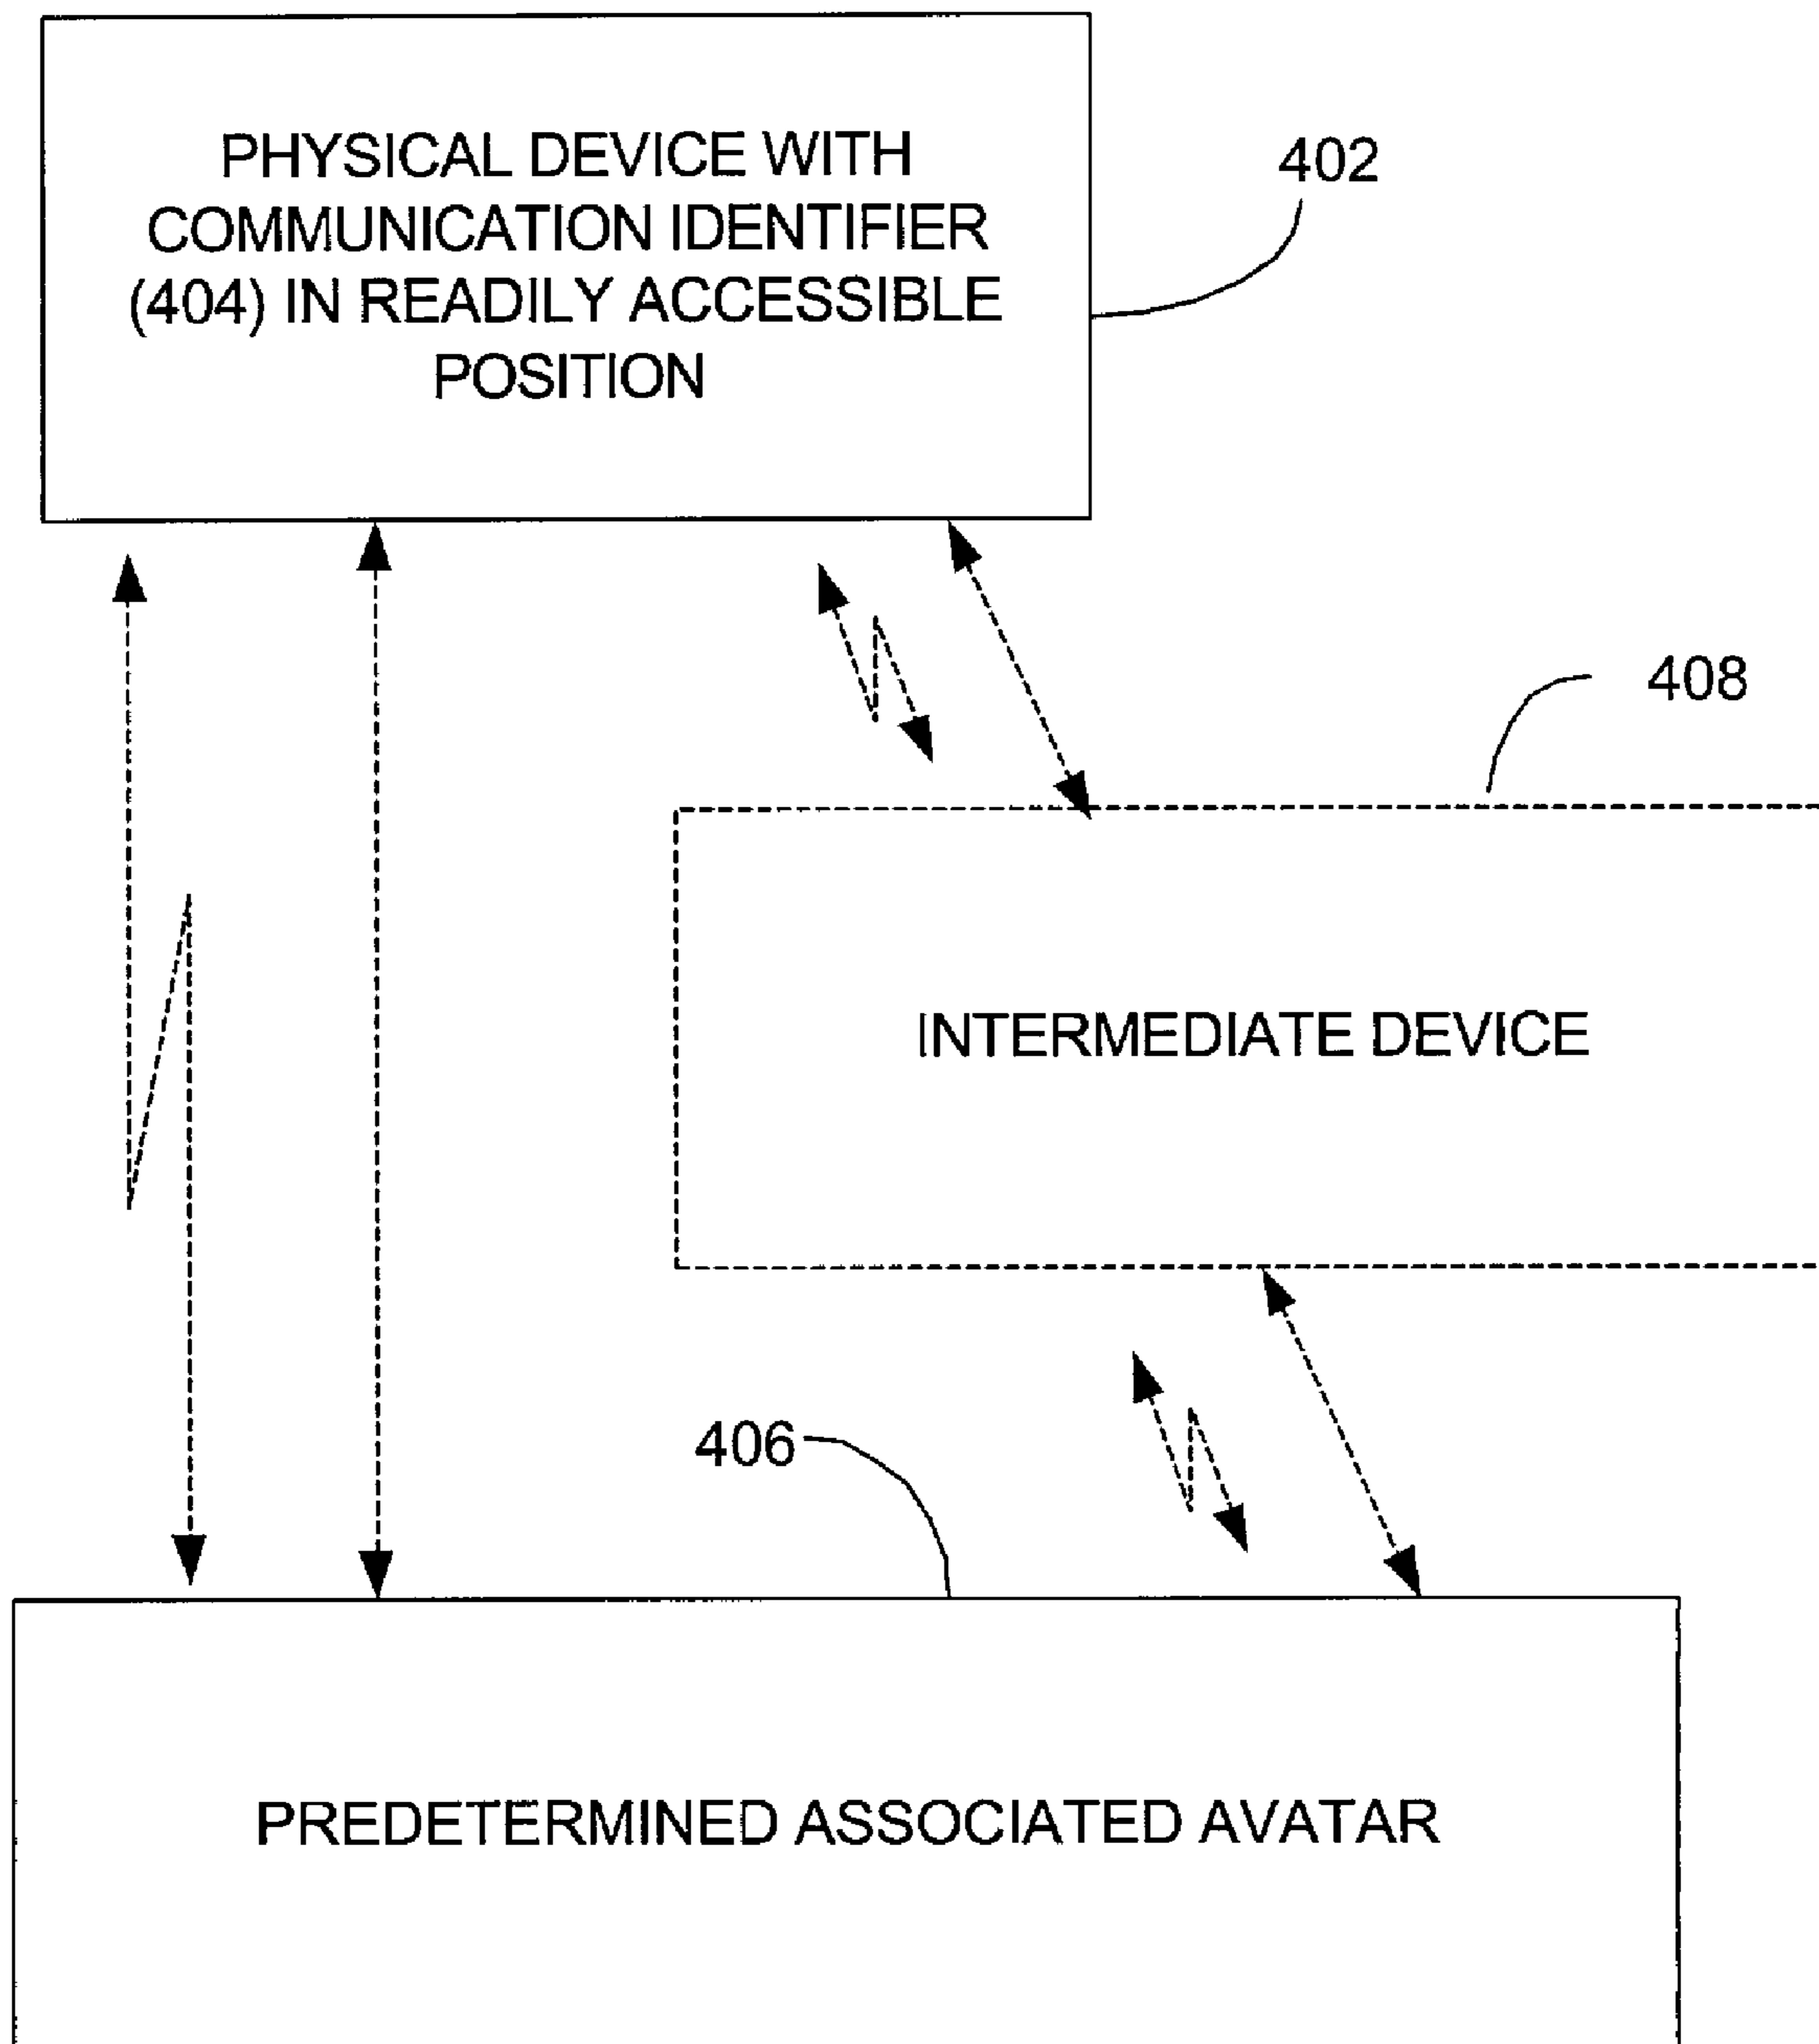 PHYSICAL DEVICE WITH
COMMUNICATION IDENTIFIER
(404) IN READILY ACCESSIBLE
POSITION
402
408
INTERMEDIATE DEVICE
406
PREDETERMINED ASSOCIATED AVATAR